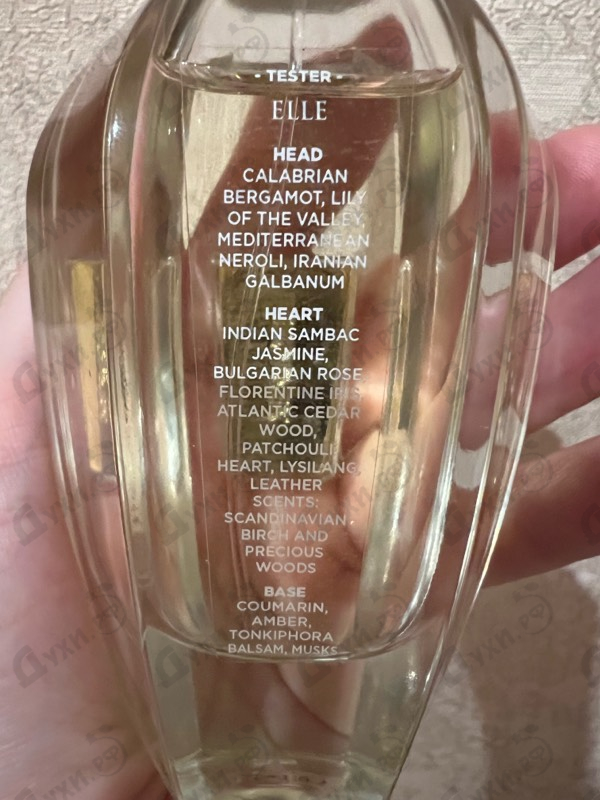 - TESTER -
ELLE
HEAD
CALABRIAN
BERGAMOT, LILY
OF THE VALLEY,
MEDITERRANEAN
NEROLI, IRANIAN
GALBANUM
HEART
INDIAN SAMBAC
JASMINE,
BULGARIAN ROSE,
FLORENTINE IRIS,
ATLANTIC CEDAR
WOOD,
PATCHOULI
HEART, LYSILANG,
LEATHER
SCENTS:
SCANDINAVIAN
BIRCH AND
PRECIOUS
WOODS
BASE
COUMARIN,
AMBER,
TONKIPHORA
BALSAM, MUSKS
Духи.рф